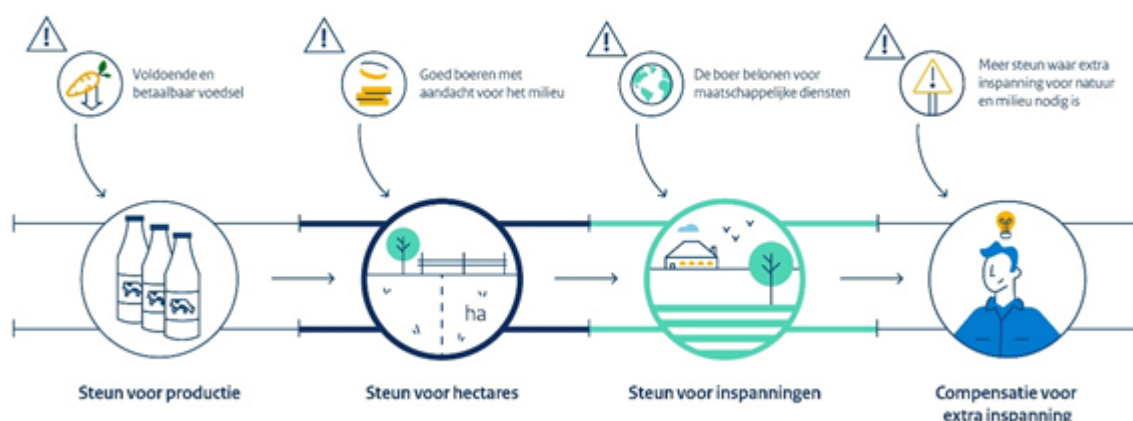 Voldoende en
betaalbaar voedsel
Goed boeren met
aandacht voor het milieu
De boer belonen voor
maatschappelijke diensten
Meer steun waar extra
inspanning voor natuur
en milieu nodig is
ha
Steun voor productie
Steun voor hectares
Steun voor inspanningen
Compensatie voor
extra inspanning